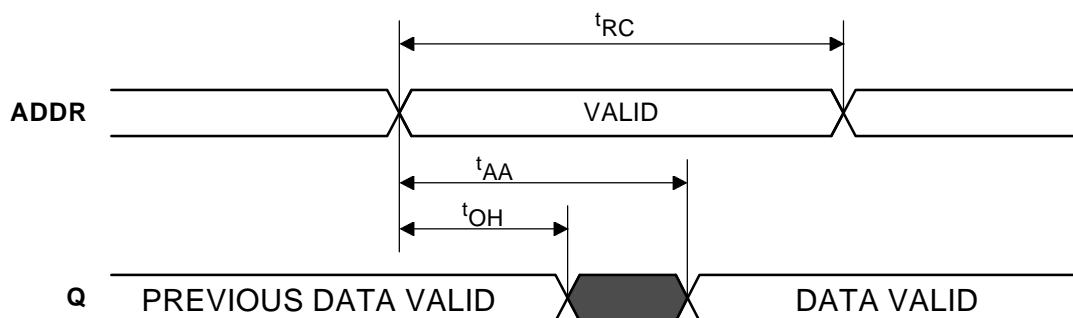 tRC
ADDR VALID
tAA
tOH
Q PREVIOUS DATA VALID DATA VALID